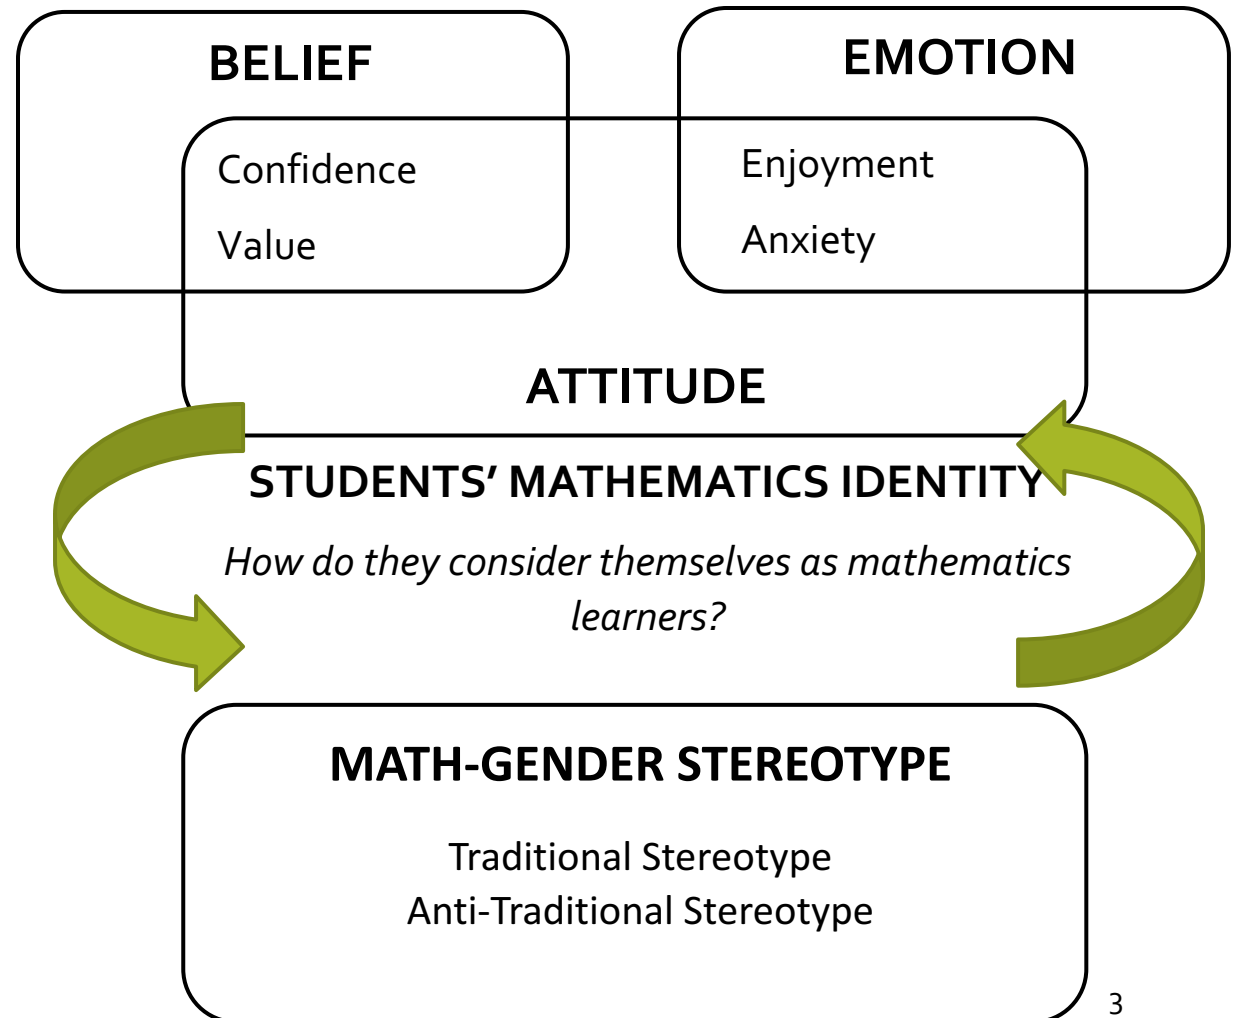 BELIEF
EMOTION
Confidence
Value
Enjoyment
Anxiety
ATTITUDE
STUDENTS’ MATHEMATICS IDENTITY
How do they consider themselves as mathematics
learners?
MATH-GENDER STEREOTYPE
Traditional Stereotype
Anti-Traditional Stereotype
3